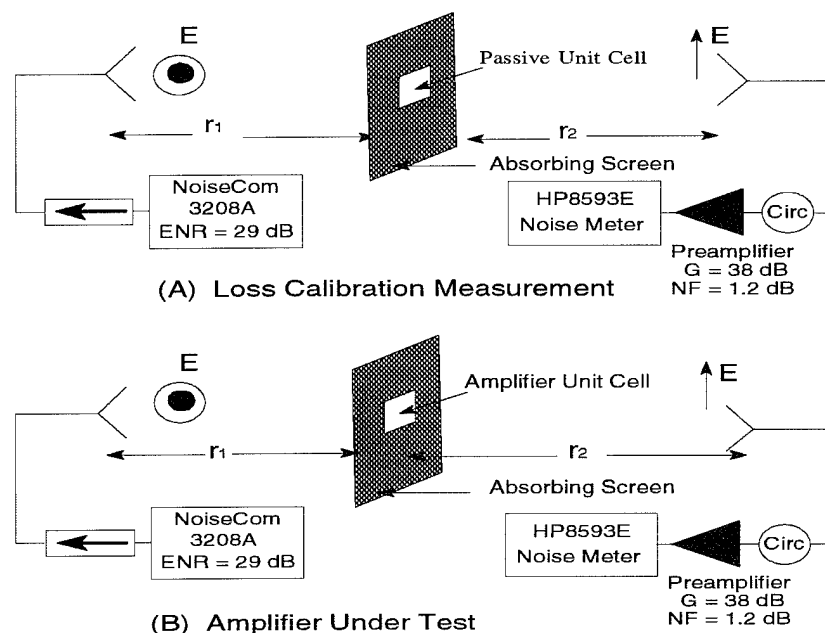 E
Passive Unit Cell
E
r1
r2
Absorbing Screen
NoiseCom
3208A
ENR = 29 dB
HP8593E
Noise Meter
Circ
Preamplifier
G = 38 dB
NF = 1.2 dB
(A) Loss Calibration Measurement
E
Amplifier Unit Cell
E
r1
r2
Absorbing Screen
NoiseCom
3208A
ENR = 29 dB
HP8593E
Noise Meter
Circ
Preamplifier
G = 38 dB
NF = 1.2 dB
(B) Amplifier Under Test